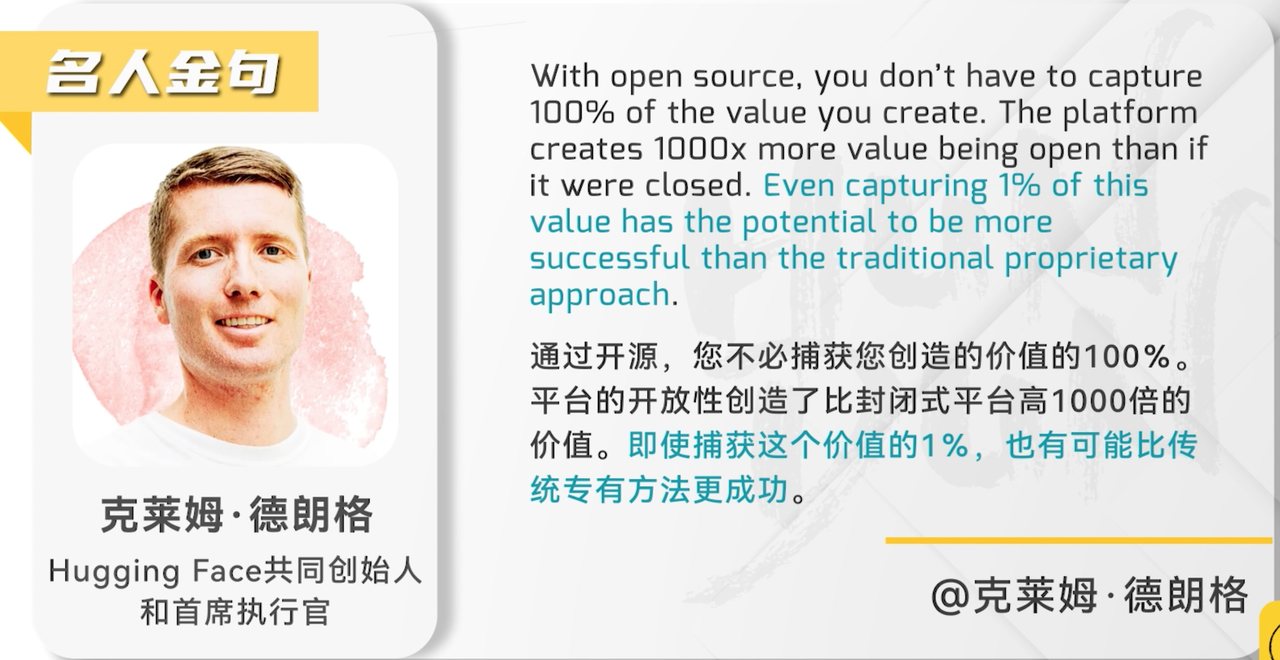 名人金句
With open source, you don’t have to capture
100% of the value you create. The platform
creates 1000x more value being open than if
it were closed. Even capturing 1% of this
value has the potential to be more
successful than the traditional proprietary
approach.
通过开源，您不必捕获您创造的价值的100%。
平台的开放性创造了比封闭式平台高1000倍的
价值。即使捕获这个价值的1%，也有可能比传
统专有方法更成功。
克莱姆·德朗格
Hugging Face共同创始人
和首席执行官
@克莱姆·德朗格